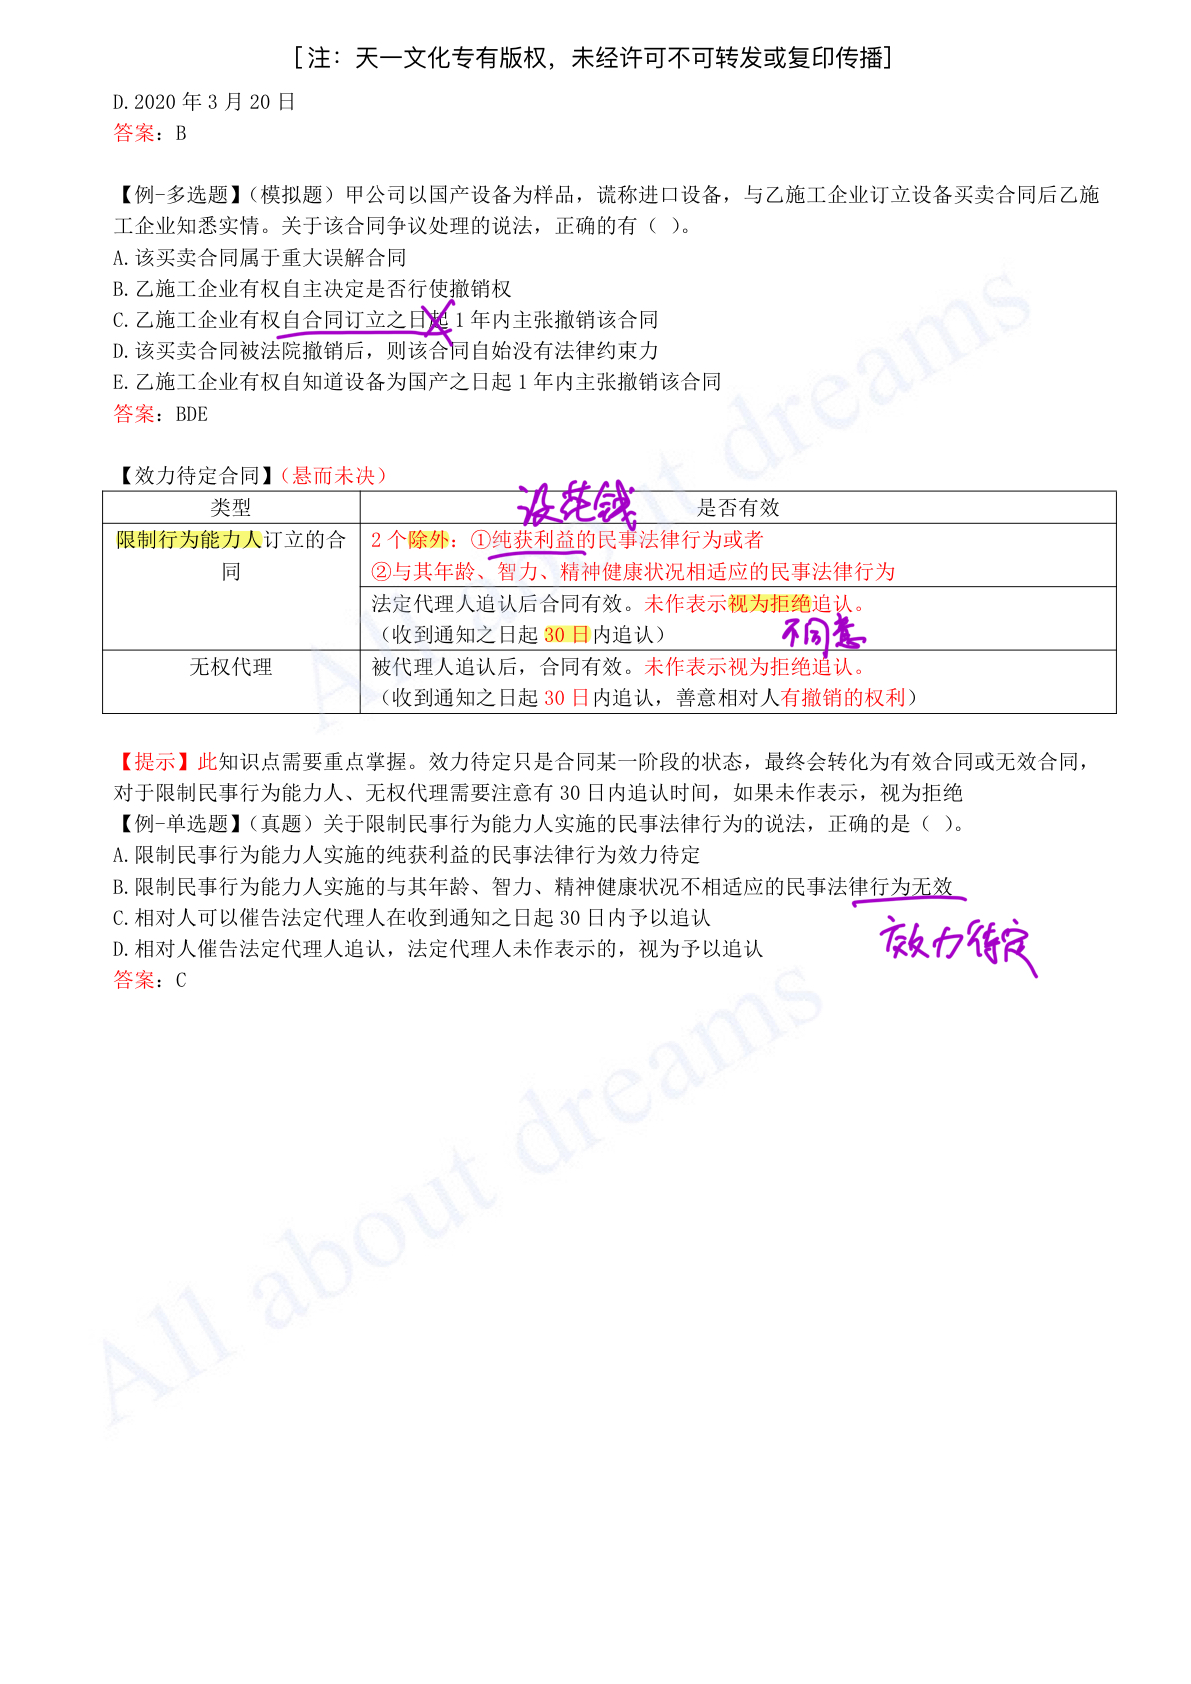 [注：天一文化专有版权，未经许可不可转发或复印传播]
D.2020 年 3 月 20 日
答案：B
【例-多选题】（模拟题）甲公司以国产设备为样品，谎称进口设备，与乙施工企业订立设备买卖合同后乙施
工企业知悉实情。关于该合同争议处理的说法，正确的有（ ）。
A.该买卖合同属于重大误解合同
B.乙施工企业有权自主决定是否行使撤销权
C.乙施工企业有权自合同订立之日起 1 年内主张撤销该合同
D.该买卖合同被法院撤销后，则该合同自始没有法律约束力
E.乙施工企业有权自知道设备为国产之日起 1 年内主张撤销该合同
答案：BDE
【效力待定合同】（悬而未决）
类型
没花钱
是否有效
限制行为能力人订立的合
同
2 个除外：①纯获利益的民事法律行为或者
②与其年龄、智力、精神健康状况相适应的民事法律行为
法定代理人追认后合同有效。未作表示视为拒绝追认。
（收到通知之日起 30 日内追认）
不同意
无权代理
被代理人追认后，合同有效。未作表示视为拒绝追认。
（收到通知之日起 30 日内追认，善意相对人有撤销的权利）
【提示】此知识点需要重点掌握。效力待定只是合同某一阶段的状态，最终会转化为有效合同或无效合同，
对于限制民事行为能力人、无权代理需要注意有 30 日内追认时间，如果未作表示，视为拒绝
【例-单选题】（真题）关于限制民事行为能力人实施的民事法律行为的说法，正确的是（ ）。
A.限制民事行为能力人实施的纯获利益的民事法律行为效力待定
B.限制民事行为能力人实施的与其年龄、智力、精神健康状况不相适应的民事法律行为无效
C.相对人可以催告法定代理人在收到通知之日起 30 日内予以追认
效力待定
D.相对人催告法定代理人追认，法定代理人未作表示的，视为予以追认
答案：C
All about dreams
All about dreams